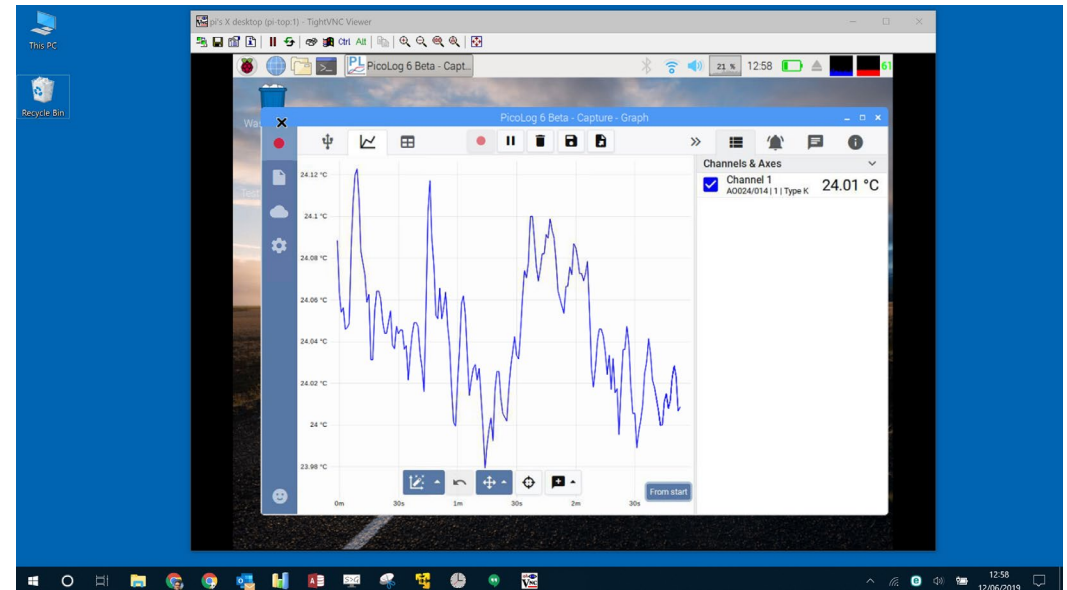 This PC
Recycle Bin
pi's X desktop (pi-top:1) - TightVNC Viewer
Ctrl Alt
PicoLog 6 Beta - Capt...
21 % 12:58 61
PicoLog 6 Beta - Capture - Graph
Channels & Axes
Channel 1
AO024/014 | 1 | Type K
24.01 °C
24.12 °C
24.1 °C
24.08 °C
24.06 °C
24.04 °C
24.02 °C
24 °C
23.98 °C
From start
0m 30s 1m 30s 2m 30s
12:58
12/06/2019